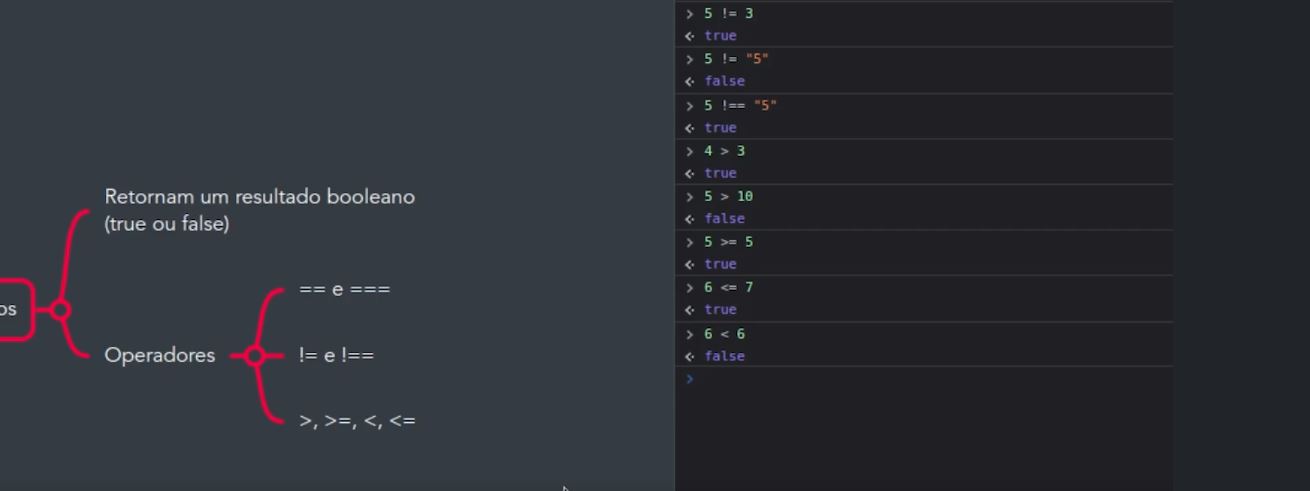 Retornam um resultado booleano
(true ou false)
os
Operadores
== e ===
!= e !==
>, >=, <, <=
> 5 != 3
< true
> 5 != "5"
< false
> 5 !== "5"
< true
> 4 > 3
< true
> 5 > 10
< false
> 5 >= 5
< true
> 6 <= 7
< true
> 6 < 6
< false
>